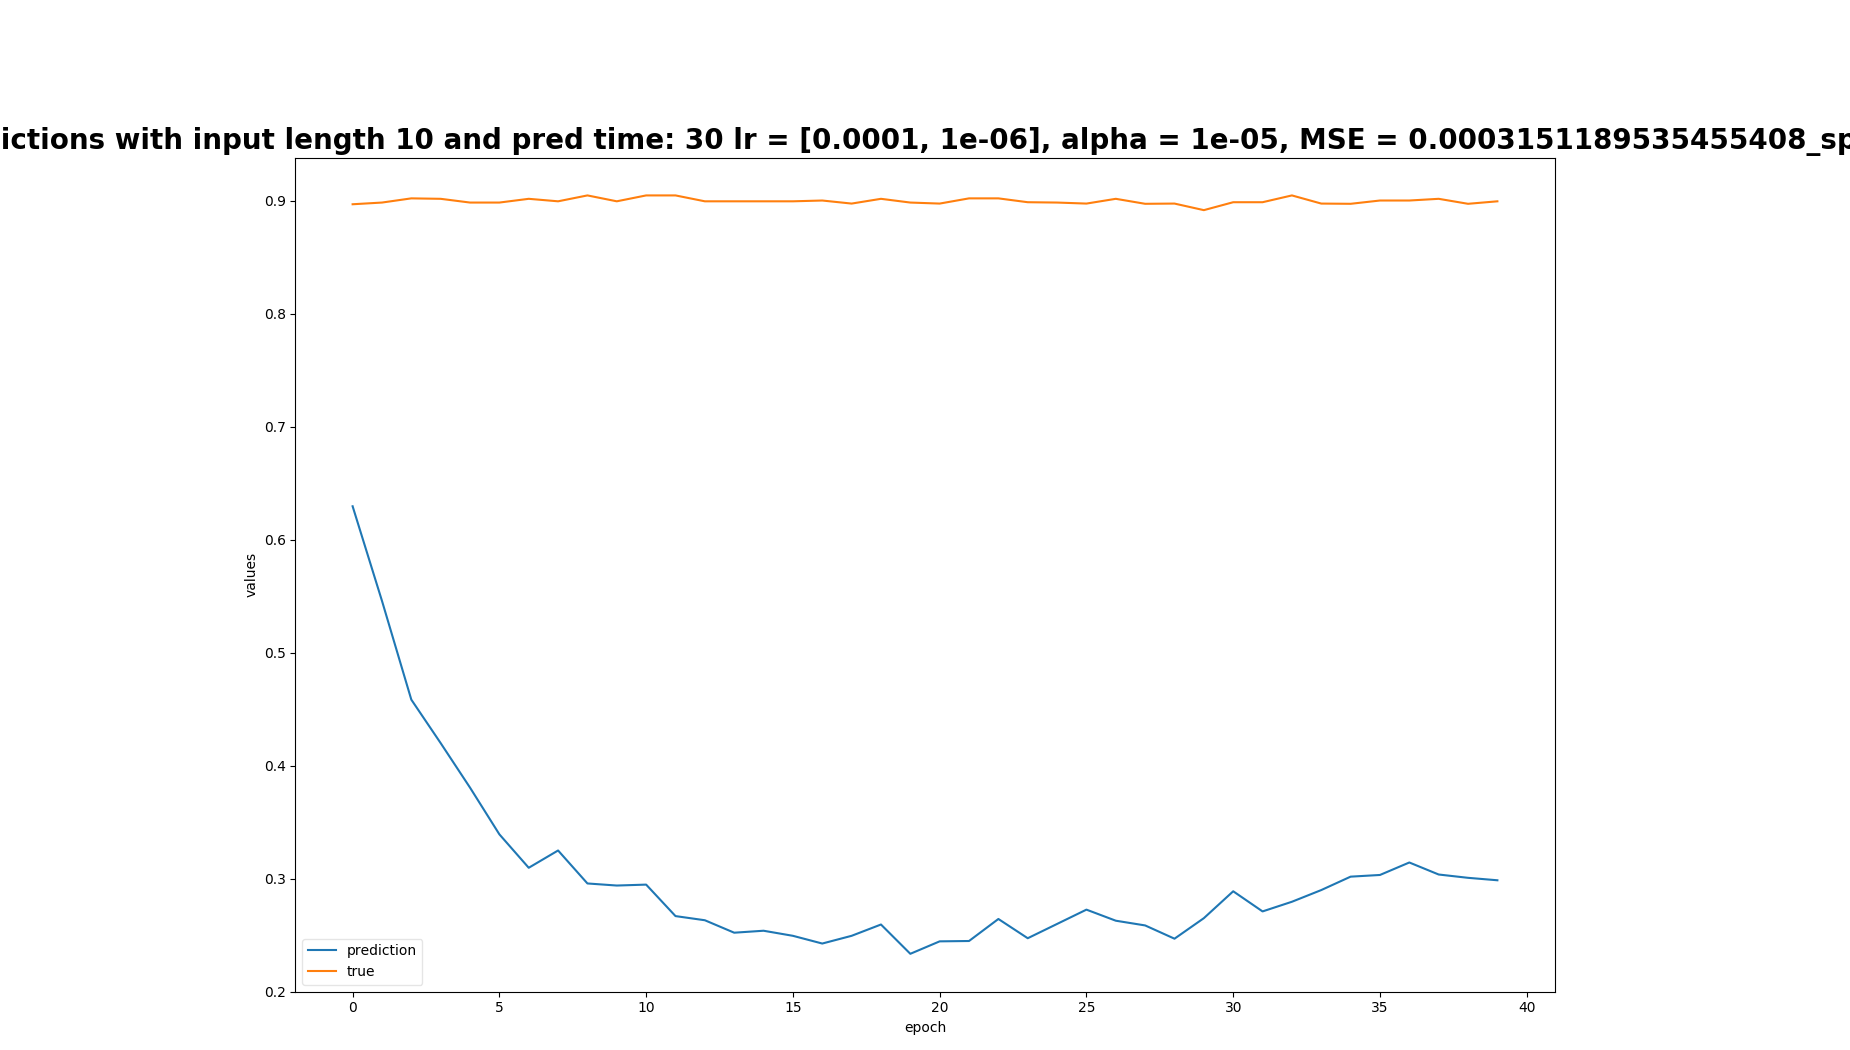 ictions with input length 10 and pred time: 30 lr = [0.0001, 1e-06], alpha = 1e-05, MSE = 0.0003151189535455408_sp
0.9
0.8
0.7
0.6
0.5
0.4
0.3
0.2
values
prediction
true
0 5 10 15 20 25 30 35 40
epoch